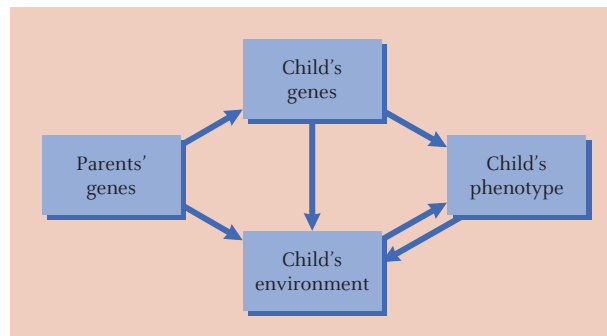 Child’s
genes
Parents’
genes
Child’s
phenotype
Child’s
environment